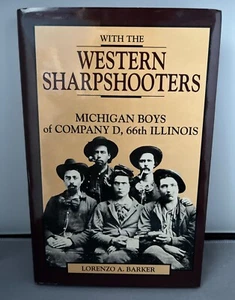 WITH THE
WESTERN
SHARPSHOOTERS
MICHIGAN BOYS
of COMPANY D, 66th ILLINOIS
LORENZO A. BARKER